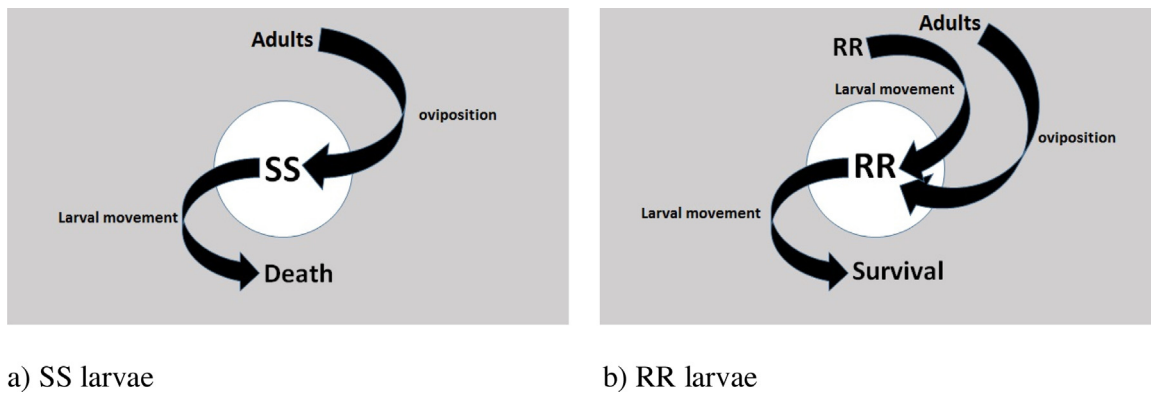 Adults
oviposition
SS
Larval movement
Death
Adults
RR
Larval movement
oviposition
RR
Larval movement
Survival
a) SS larvae
b) RR larvae